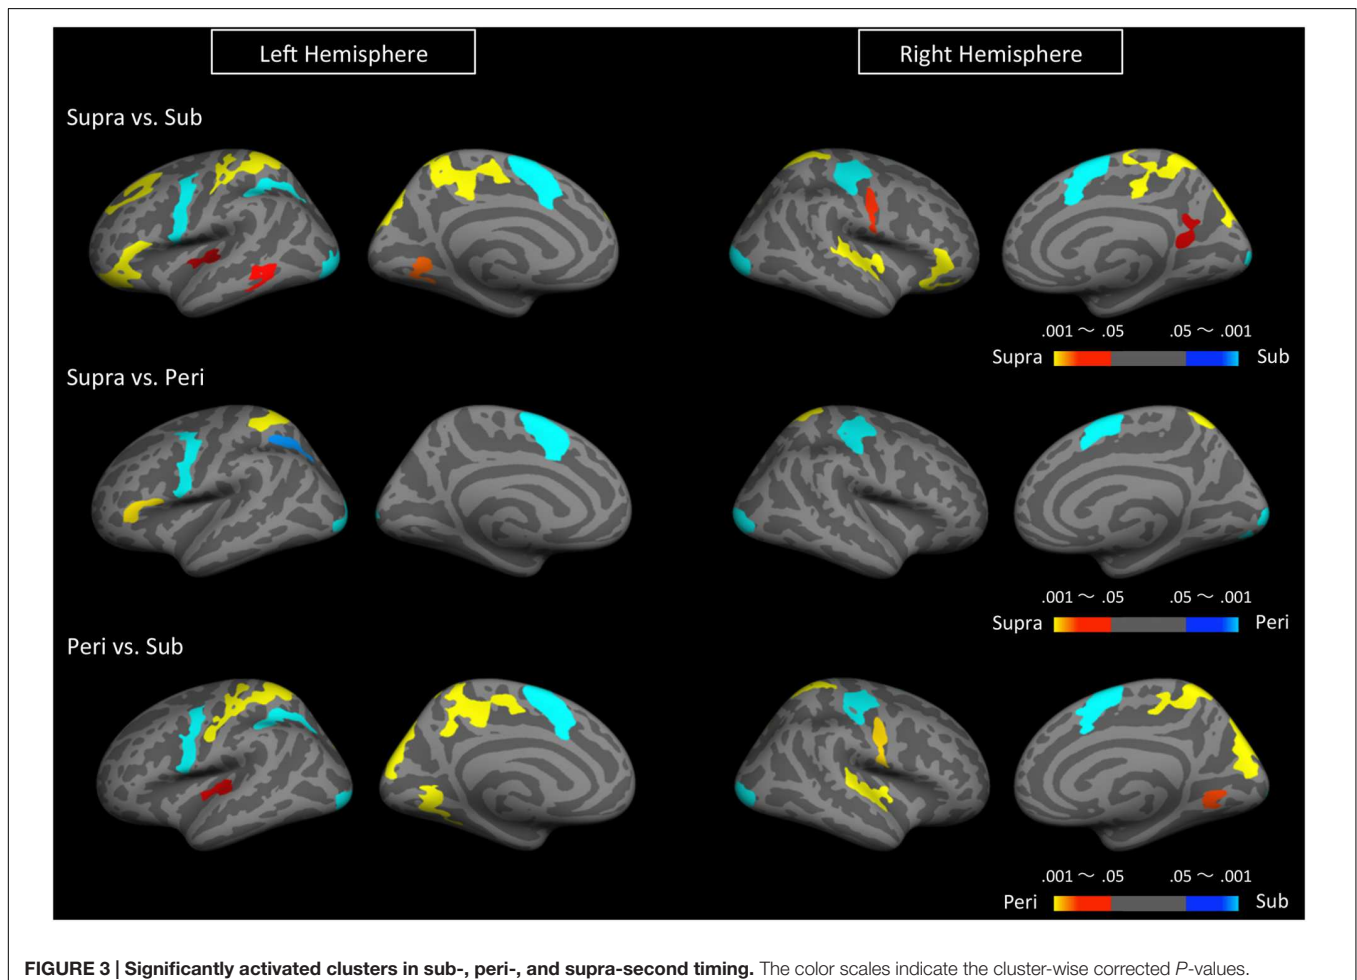 Left Hemisphere
Right Hemisphere
Supra vs. Sub
.001 ～ .05 .05 ～ .001
Supra Sub
Supra vs. Peri
.001 ～ .05 .05 ～ .001
Supra Peri
Peri vs. Sub
.001 ～ .05 .05 ～ .001
Peri Sub
FIGURE 3 | Significantly activated clusters in sub-, peri-, and supra-second timing. The color scales indicate the cluster-wise corrected P-values.